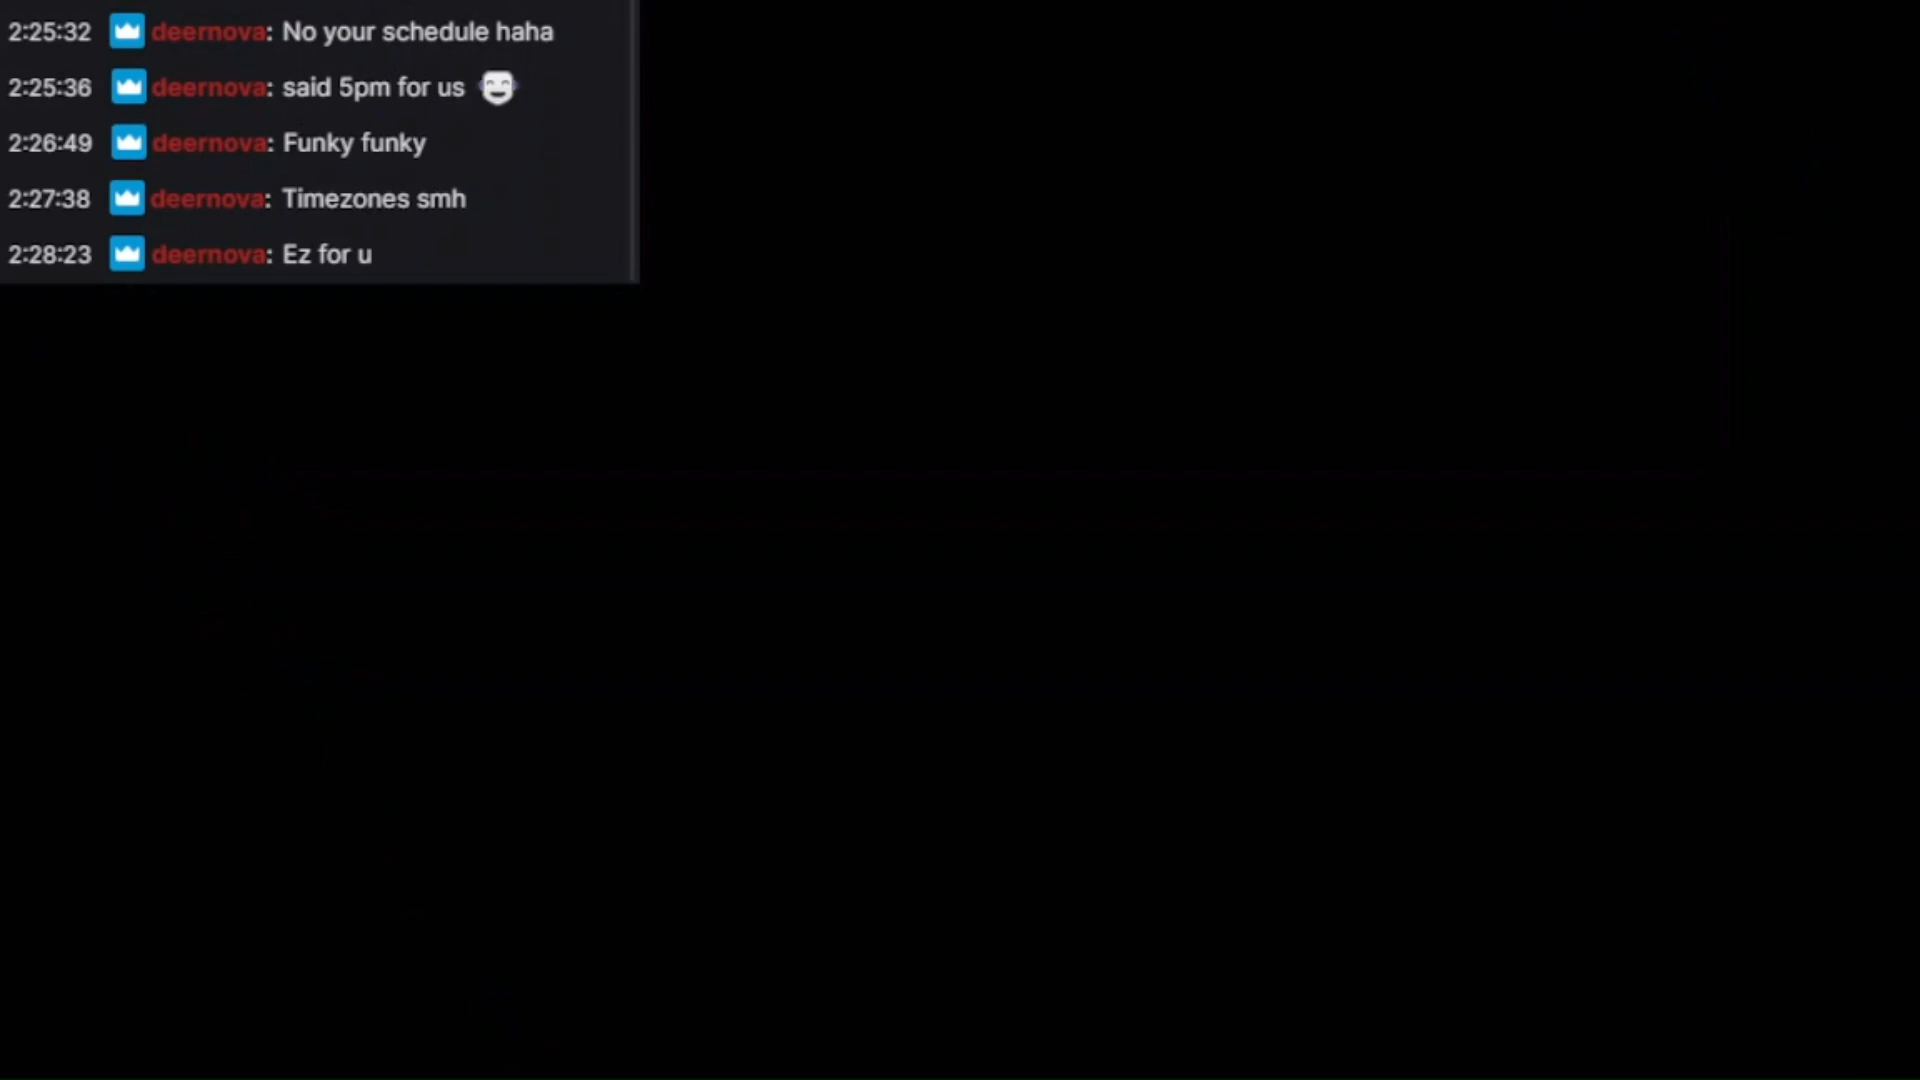 2:25:32 deernova: No your schedule haha
2:25:36 deernova: said 5pm for us
2:26:49 deernova: Funky funky
2:27:38 deernova: Timezones smh
2:28:23 deernova: Ez for u